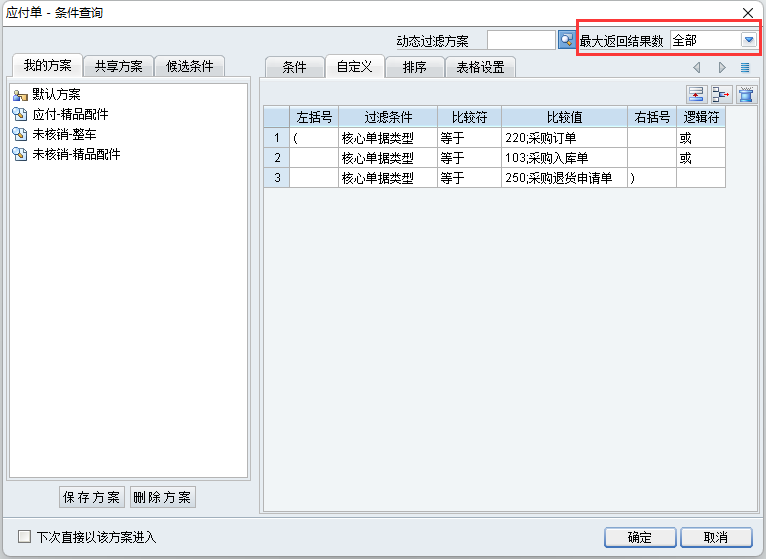 应付单 - 条件查询
动态过滤方案
最大返回结果数 全部
我的方案 共享方案 候选条件
条件 自定义 排序 表格设置
默认方案
应付-精品配件
未核销-整车
未核销-精品配件
左括号 过滤条件 比较符 比较值 右括号 逻辑符
1 ( 核心单据类型 等于 220;采购订单 或
2 核心单据类型 等于 103;采购入库单 或
3 核心单据类型 等于 250;采购退货申请单 )
保存方案 删除方案
下次直接以该方案进入
确定 取消